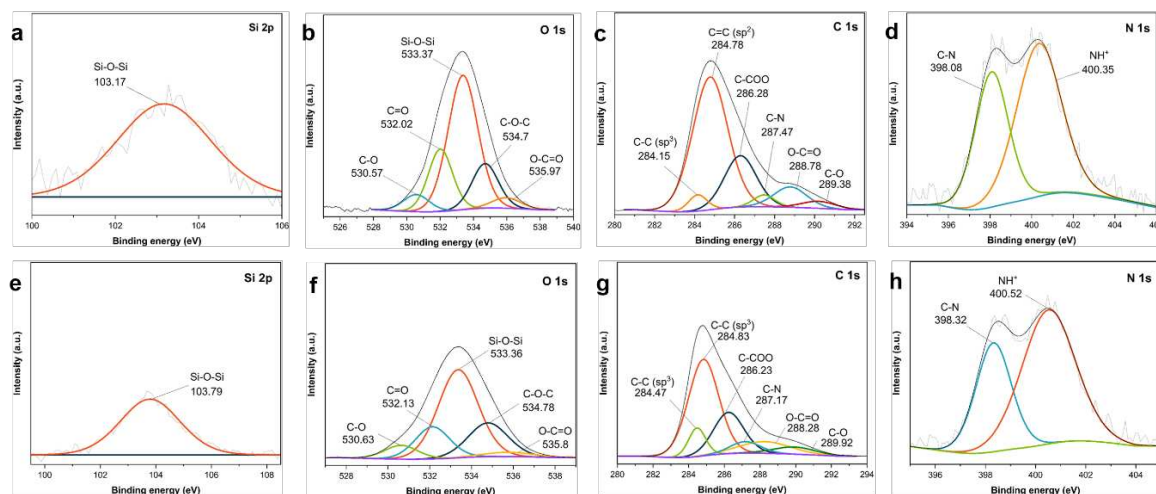 a
Si 2p
Si-O-Si
103.17
Intensity (a.u.)
100 102 104 106
Binding energy (eV)
b
O 1s
Si-O-Si
533.37
C=O
532.02
C-O
530.57
C-O-C
534.7
O-C=O
535.97
Intensity (a.u.)
526 528 530 532 534 536 538 540
Binding energy (eV)
c
C 1s
C=C (sp²)
284.78
C-COO
286.28
C-N
287.47
C-C (sp³)
284.15
O-C=O
288.78
C-O
289.38
Intensity (a.u.)
280 282 284 286 288 290 292
Binding energy (eV)
d
N 1s
C-N
398.08
NH⁺
400.35
Intensity (a.u.)
394 396 398 400 402 404
Binding energy (eV)
e
Si 2p
Si-O-Si
103.79
Intensity (a.u.)
100 102 104 106 108
Binding energy (eV)
f
O 1s
Si-O-Si
533.36
C=O
532.13
C-O
530.63
C-O-C
534.78
O-C=O
535.8
Intensity (a.u.)
528 530 532 534 536 538
Binding energy (eV)
g
C 1s
C-C (sp³)
284.83
C-COO
286.23
C-C (sp³)
284.47
C-N
287.17
O-C=O
288.28
C-O
289.92
Intensity (a.u.)
280 282 284 286 288 290 292 294
Binding energy (eV)
h
N 1s
NH⁺
400.52
C-N
398.32
Intensity (a.u.)
396 398 400 402 404
Binding energy (eV)